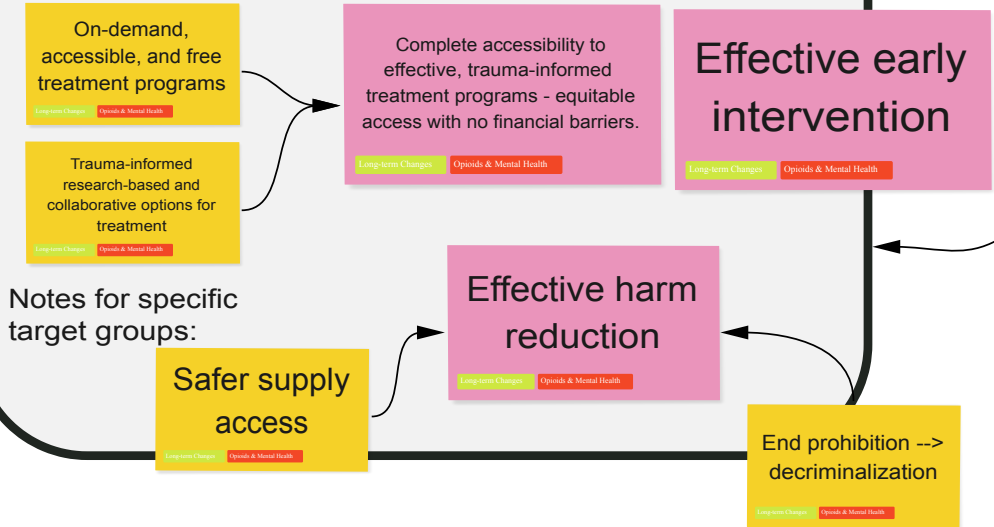 On-demand,
accessible, and free
treatment programs
Long-term Changes Opioids & Mental Health
Complete accessibility to
effective, trauma-informed
treatment programs - equitable
access with no financial barriers.
Long-term Changes Opioids & Mental Health
Effective early
intervention
Long-term Changes Opioids & Mental Health
Trauma-informed
research-based and
collaborative options for
treatment
Long-term Changes Opioids & Mental Health
Notes for specific
target groups:
Effective harm
reduction
Long-term Changes Opioids & Mental Health
Safer supply
access
Long-term Changes Opioids & Mental Health
End prohibition -->
decriminalization
Long-term Changes Opioids & Mental Health